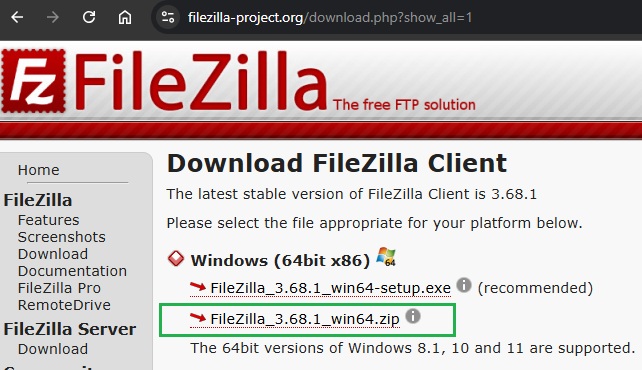 filezilla-project.org/download.php?show_all=1
Fz FileZilla
The free FTP solution
Home
FileZilla
Features
Screenshots
Download
Documentation
FileZilla Pro
RemoteDrive
FileZilla Server
Download
Download FileZilla Client
The latest stable version of FileZilla Client is 3.68.1
Please select the file appropriate for your platform below.
Windows (64bit x86) 64
FileZilla_3.68.1_win64-setup.exe i (recommended)
FileZilla_3.68.1_win64.zip i
The 64bit versions of Windows 8.1, 10 and 11 are supported.